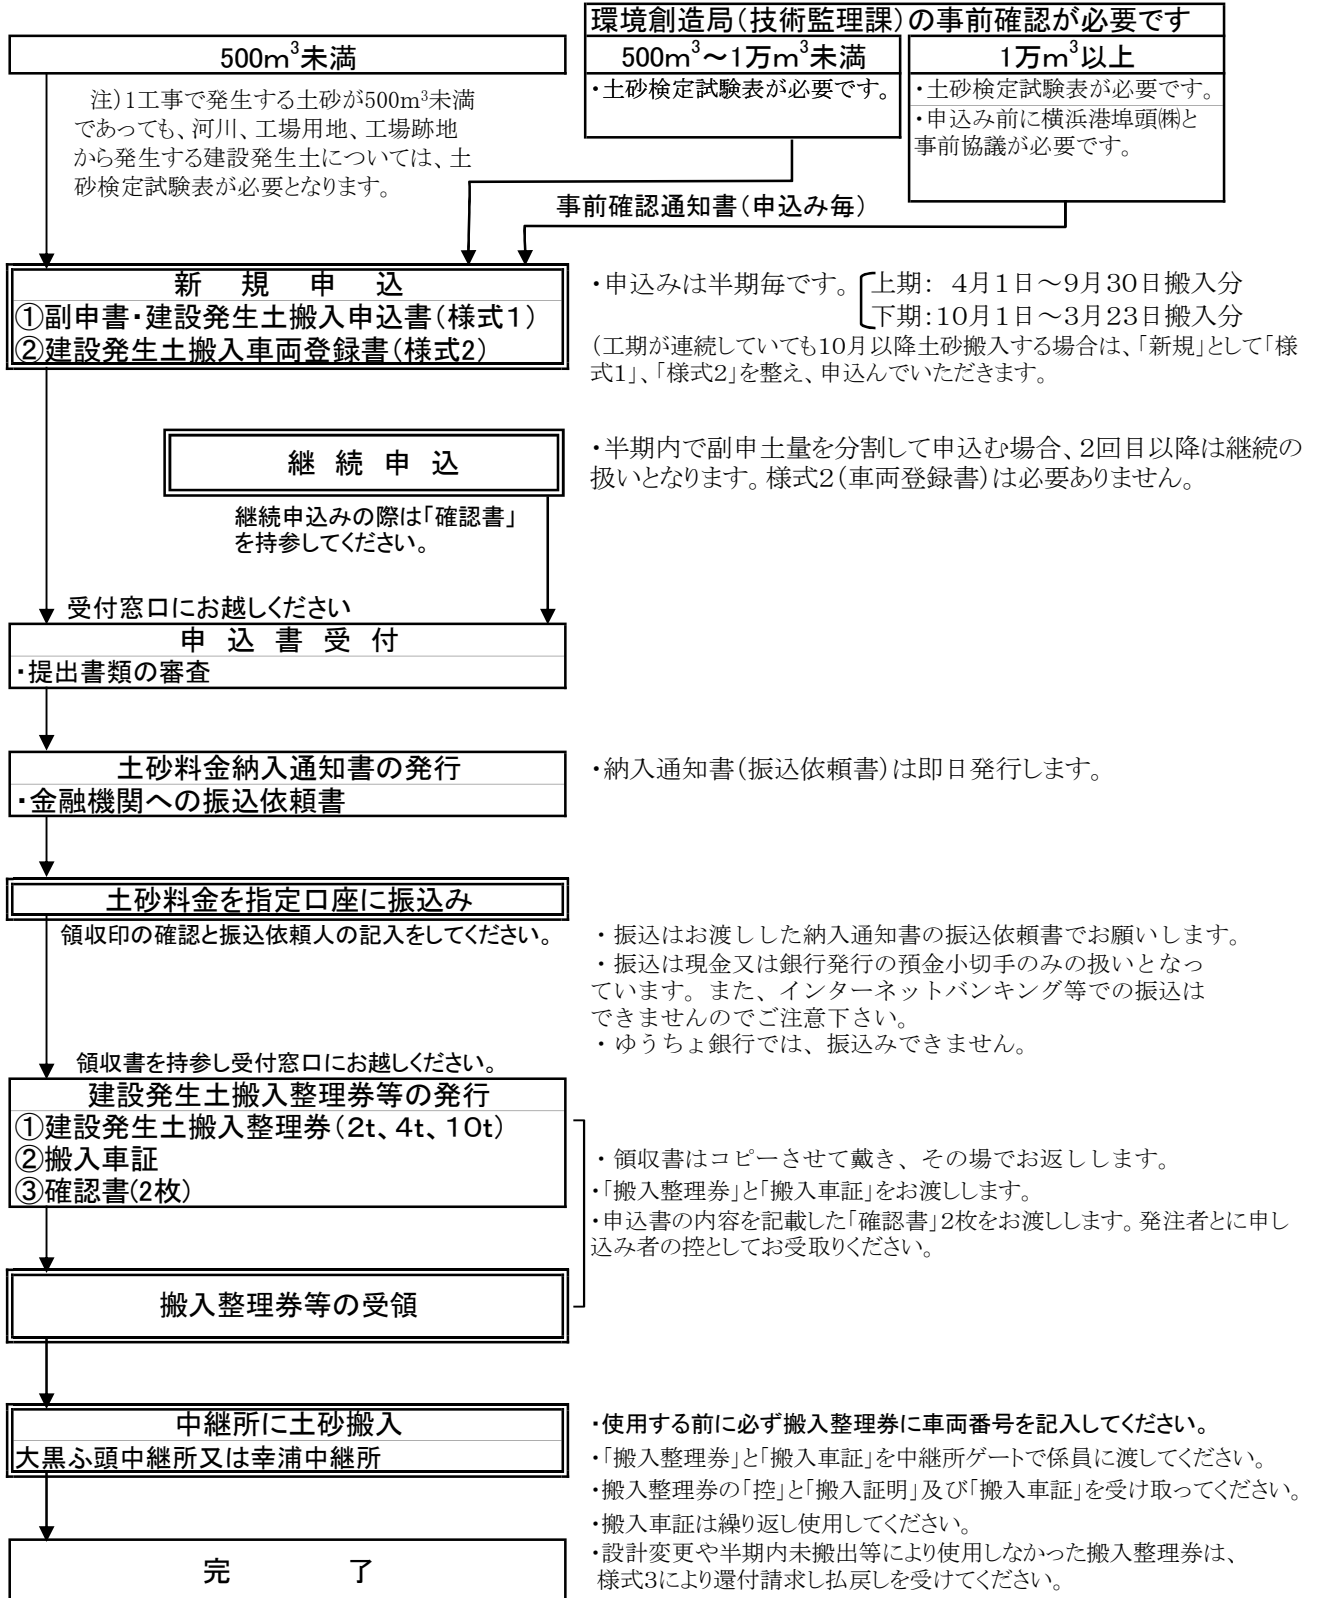 環境創造局（技術監理課）の事前確認が必要です
500m³未満
500m³～1万m³未満
1万m³以上
・土砂検定試験表が必要です。
・土砂検定試験表が必要です。
・申込み前に横浜港埠頭㈱と
事前協議が必要です。
注）1工事で発生する土砂が500m³未満
であっても、河川、工場用地、工場跡地
から発生する建設発生土については、土
砂検定試験表が必要となります。
事前確認通知書（申込み毎）
新　規　申　込
①副申書・建設発生土搬入申込書（様式１）
②建設発生土搬入車両登録書（様式２）
・申込みは半期毎です。
上期：　4月1日～9月30日搬入分
下期：10月1日～3月23日搬入分
（工期が連続していても10月以降土砂搬入する場合は、「新規」として「様
式1」、「様式2」を整え、申込んでいただきます。
継　続　申　込
・半期内で副申土量を分割して申込む場合、2回目以降は継続の
扱いとなります。様式2（車両登録書）は必要ありません。
継続申込みの際は「確認書」
を持参してください。
受付窓口にお越しください
申　込　書　受　付
・提出書類の審査
土砂料金納入通知書の発行
・金融機関への振込依頼書
・納入通知書（振込依頼書）は即日発行します。
土砂料金を指定口座に振込み
領収印の確認と振込依頼人の記入をしてください。
・振込はお渡しした納入通知書の振込依頼書でお願いします。
・振込は現金又は銀行発行の預金小切手のみの扱いとなっ
ています。また、インターネットバンキング等での振込は
できませんのでご注意下さい。
・ゆうちょ銀行では、振込みできません。
領収書を持参し受付窓口にお越しください。
建設発生土搬入整理券等の発行
①建設発生土搬入整理券（２t、４t、１０t）
②搬入車証
③確認書(2枚)
・領収書はコピーさせて戴き、その場でお返しします。
・「搬入整理券」と「搬入車証」をお渡しします。
・申込書の内容を記載した「確認書」2枚をお渡しします。発注者とに申し
込み者の控としてお受取りください。
搬入整理券等の受領
中継所に土砂搬入
大黒ふ頭中継所又は幸浦中継所
・使用する前に必ず搬入整理券に車両番号を記入してください。
・「搬入整理券」と「搬入車証」を中継所ゲートで係員に渡してください。
・搬入整理券の「控」と「搬入証明」及び「搬入車証」を受け取ってください。
・搬入車証は繰り返し使用してください。
・設計変更や半期内未搬出等により使用しなかった搬入整理券は、
様式3により還付請求し払戻しを受けてください。
完　　　了